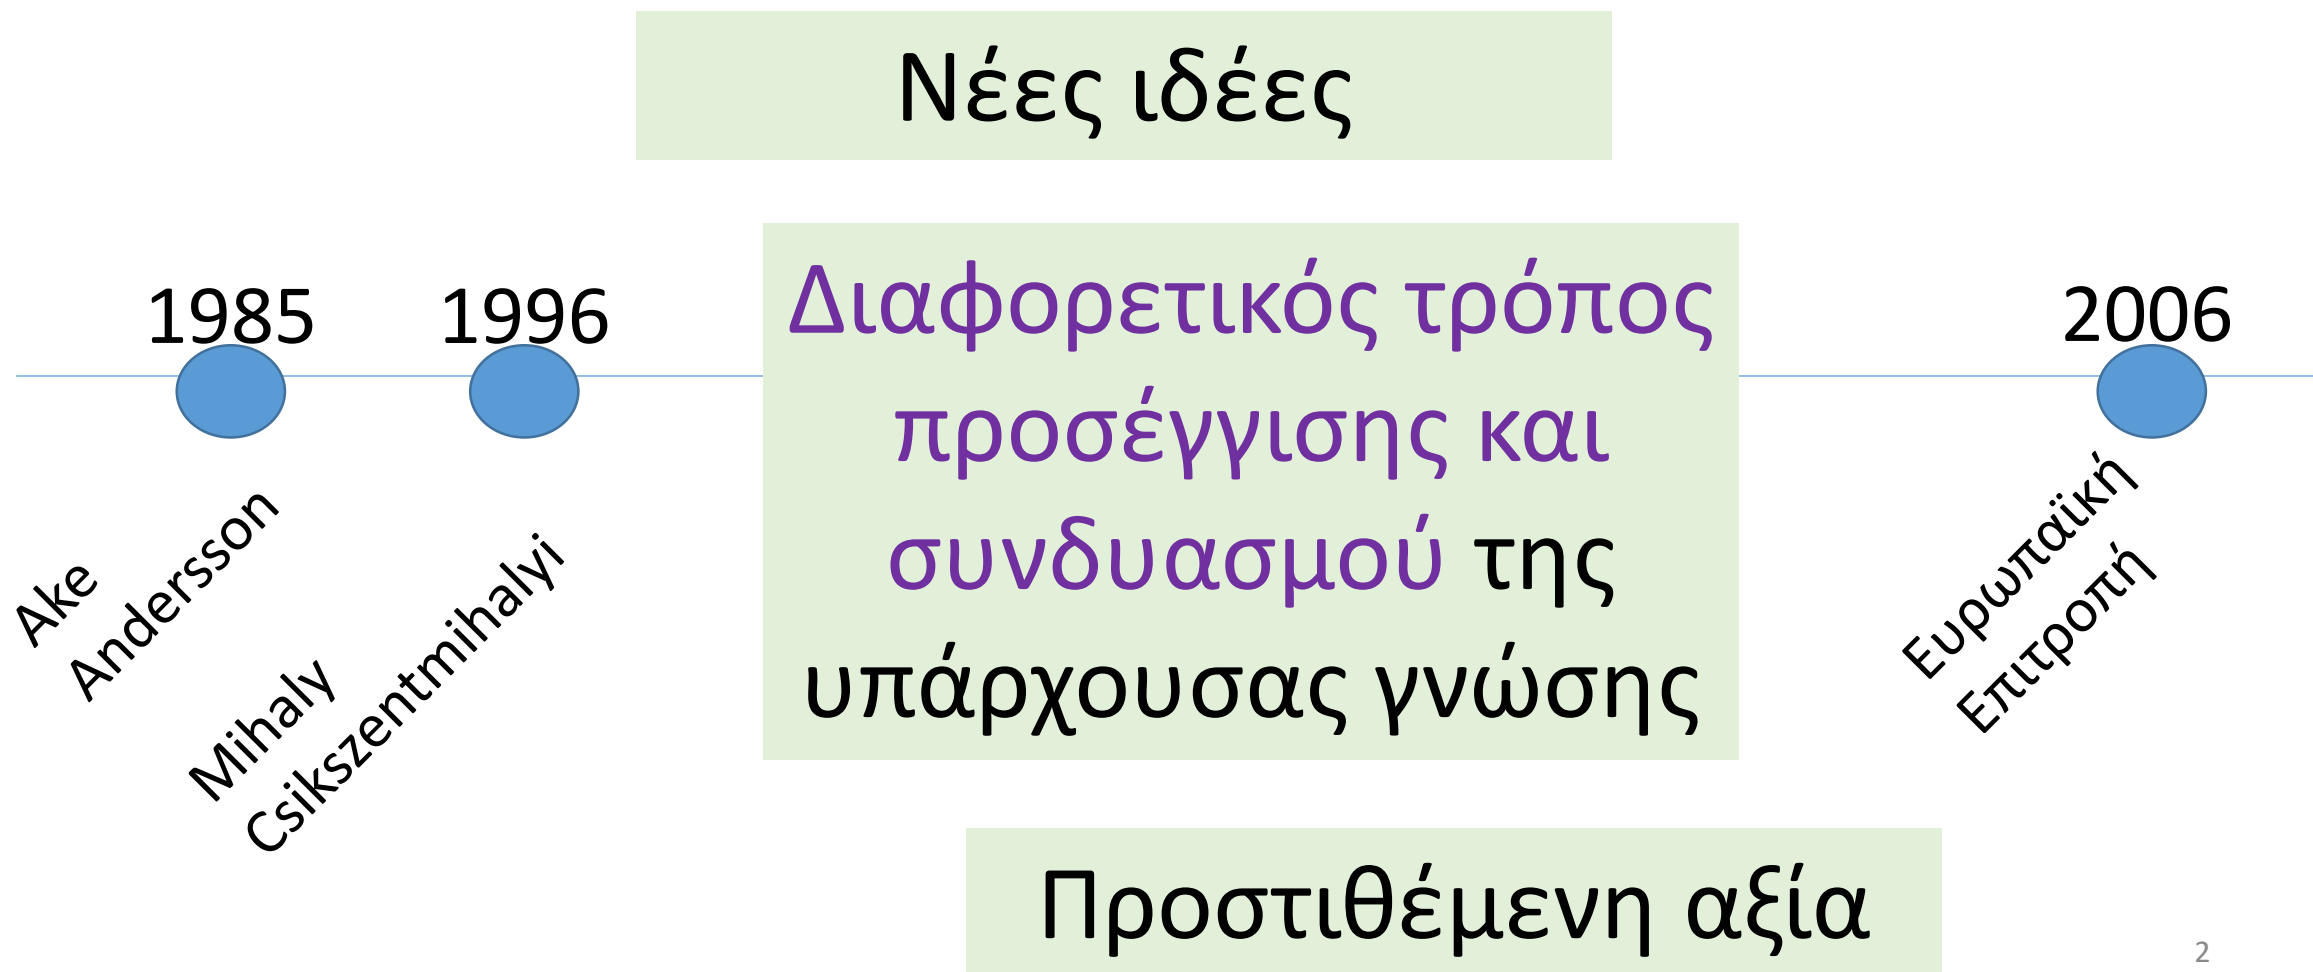 Νέες ιδέες
1985
1996
2006
Διαφορετικός τρόπος
προσέγγισης και
συνδυασμού της
υπάρχουσας γνώσης
Ake
Andersson
Mihaly
Csikszentmihalyi
Ευρωπαϊκή
Επιτροπή
Προστιθέμενη αξία
2